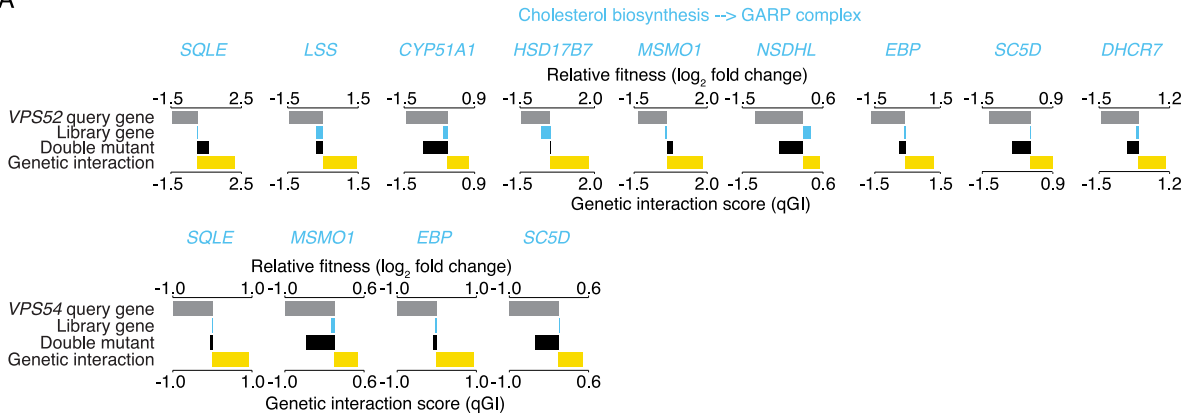 A
Cholesterol biosynthesis --> GARP complex
SQLE LSS CYP51A1 HSD17B7 MSMO1 NSDHL EBP SC5D DHCR7
Relative fitness (log2 fold change)
-1.5 2.5 -1.5 1.5 -1.5 0.9 -1.5 2.0 -1.5 2.0 -1.5 0.6 -1.5 1.5 -1.5 0.9 -1.5 1.2
VPS52 query gene
Library gene
Double mutant
Genetic interaction
-1.5 2.5 -1.5 1.5 -1.5 0.9 -1.5 2.0 -1.5 2.0 -1.5 0.6 -1.5 1.5 -1.5 0.9 -1.5 1.2
Genetic interaction score (qGI)
SQLE MSMO1 EBP SC5D
Relative fitness (log2 fold change)
-1.0 1.0 -1.0 0.6 -1.0 1.0 -1.0 0.6
VPS54 query gene
Library gene
Double mutant
Genetic interaction
-1.0 1.0 -1.0 0.6 -1.0 1.0 -1.0 0.6
Genetic interaction score (qGI)